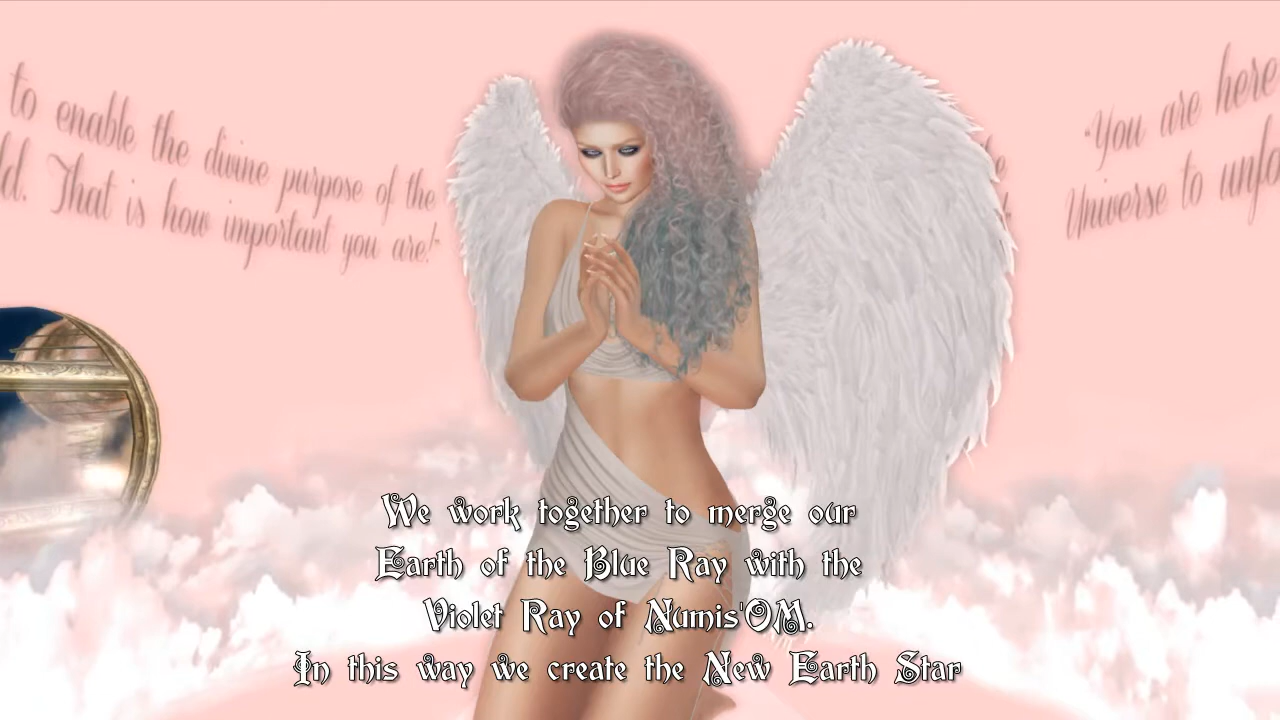 to enable the divine purpose of the
ld. That is how important you are!"
"You are here
Universe to unfo
We work together to merge our
Earth of the Blue Ray with the
Violet Ray of Numis'OM.
In this way we create the New Earth Star